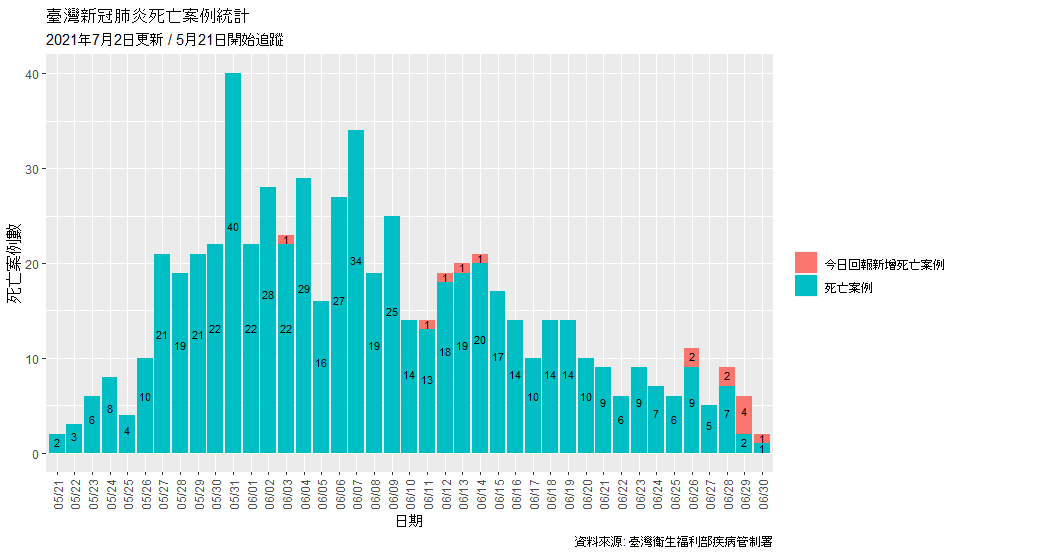 臺灣新冠肺炎死亡案例統計
2021年7月2日更新 / 5月21日開始追蹤
死亡案例數
40
30
20
10
0
2 3 6 8 4 10 21 19 21 22 40 22 28 1 22 29 16 27 34 19 25 14 1 13 1 18 1 19 1 20 17 14 10 14 14 10 9 6 9 7 6 2 9 5 2 7 4 2 1 1
05/21 05/22 05/23 05/24 05/25 05/26 05/27 05/28 05/29 05/30 05/31 06/01 06/02 06/03 06/04 06/05 06/06 06/07 06/08 06/09 06/10 06/11 06/12 06/13 06/14 06/15 06/16 06/17 06/18 06/19 06/20 06/21 06/22 06/23 06/24 06/25 06/26 06/27 06/28 06/29 06/30
日期
今日回報新增死亡案例
死亡案例
資料來源: 臺灣衛生福利部疾病管制署